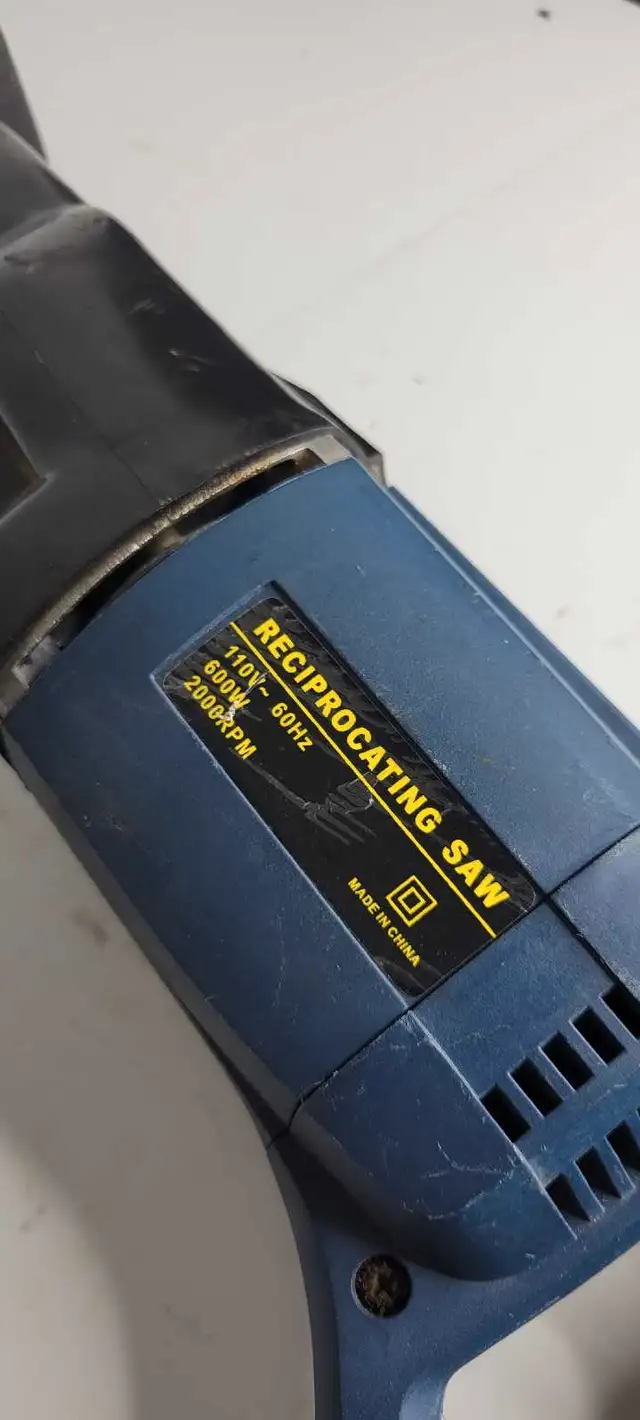 RECIPROCATING SAW
110V~ 60Hz
600W
2000RPM
MADE IN CHINA